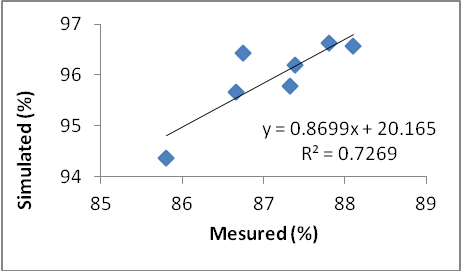 97
96
95
94
Simulated (%)
y = 0.8699x + 20.165
R² = 0.7269
85 86 87 88 89
Mesured (%)